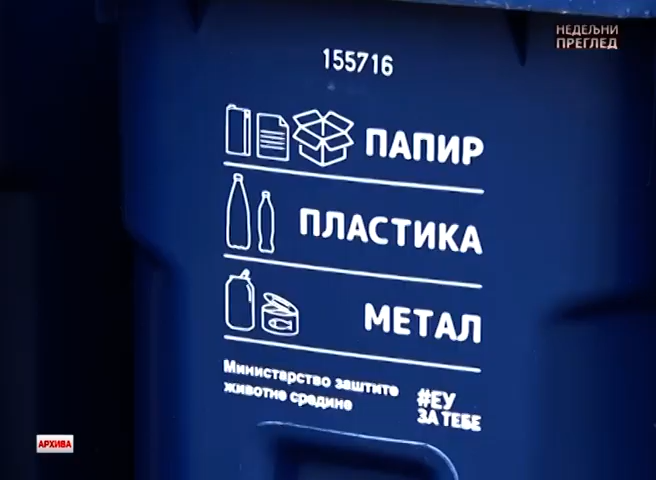 НЕДЕЉНИ
ПРЕГЛЕД
155716
ПАПИР
ПЛАСТИКА
МЕТАЛ
Министарство заштите
животне средине
#ЕУ
ЗА ТЕБЕ
АРХИВА